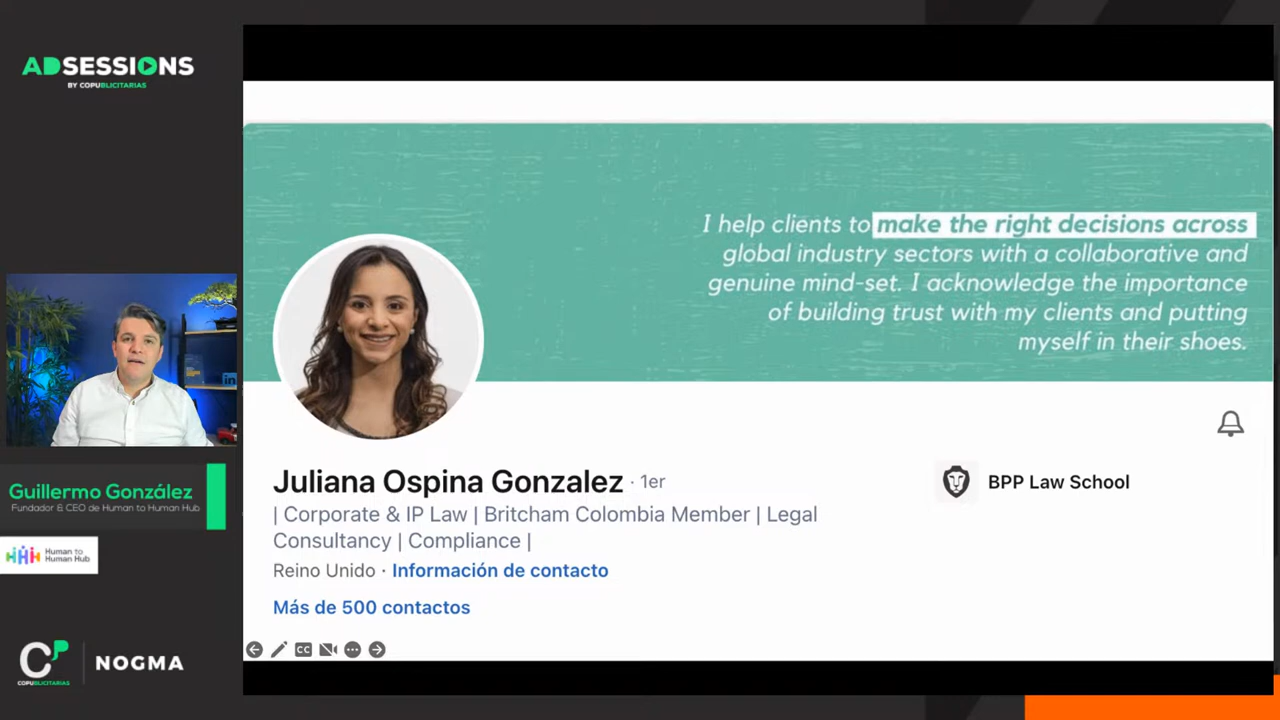 ADSESSIONS
BY COPUBLICITARIAS
I help clients to make the right decisions across
global industry sectors with a collaborative and
genuine mind-set. I acknowledge the importance
of building trust with my clients and putting
myself in their shoes.
Juliana Ospina Gonzalez · 1er
| Corporate & IP Law | Britcham Colombia Member | Legal
Consultancy | Compliance |
Reino Unido · Información de contacto
Más de 500 contactos
BPP Law School
CC
Guillermo González
Fundador & CEO de Human to Human Hub
Human to
Human Hub
COPUBLICITARIAS
NOGMA